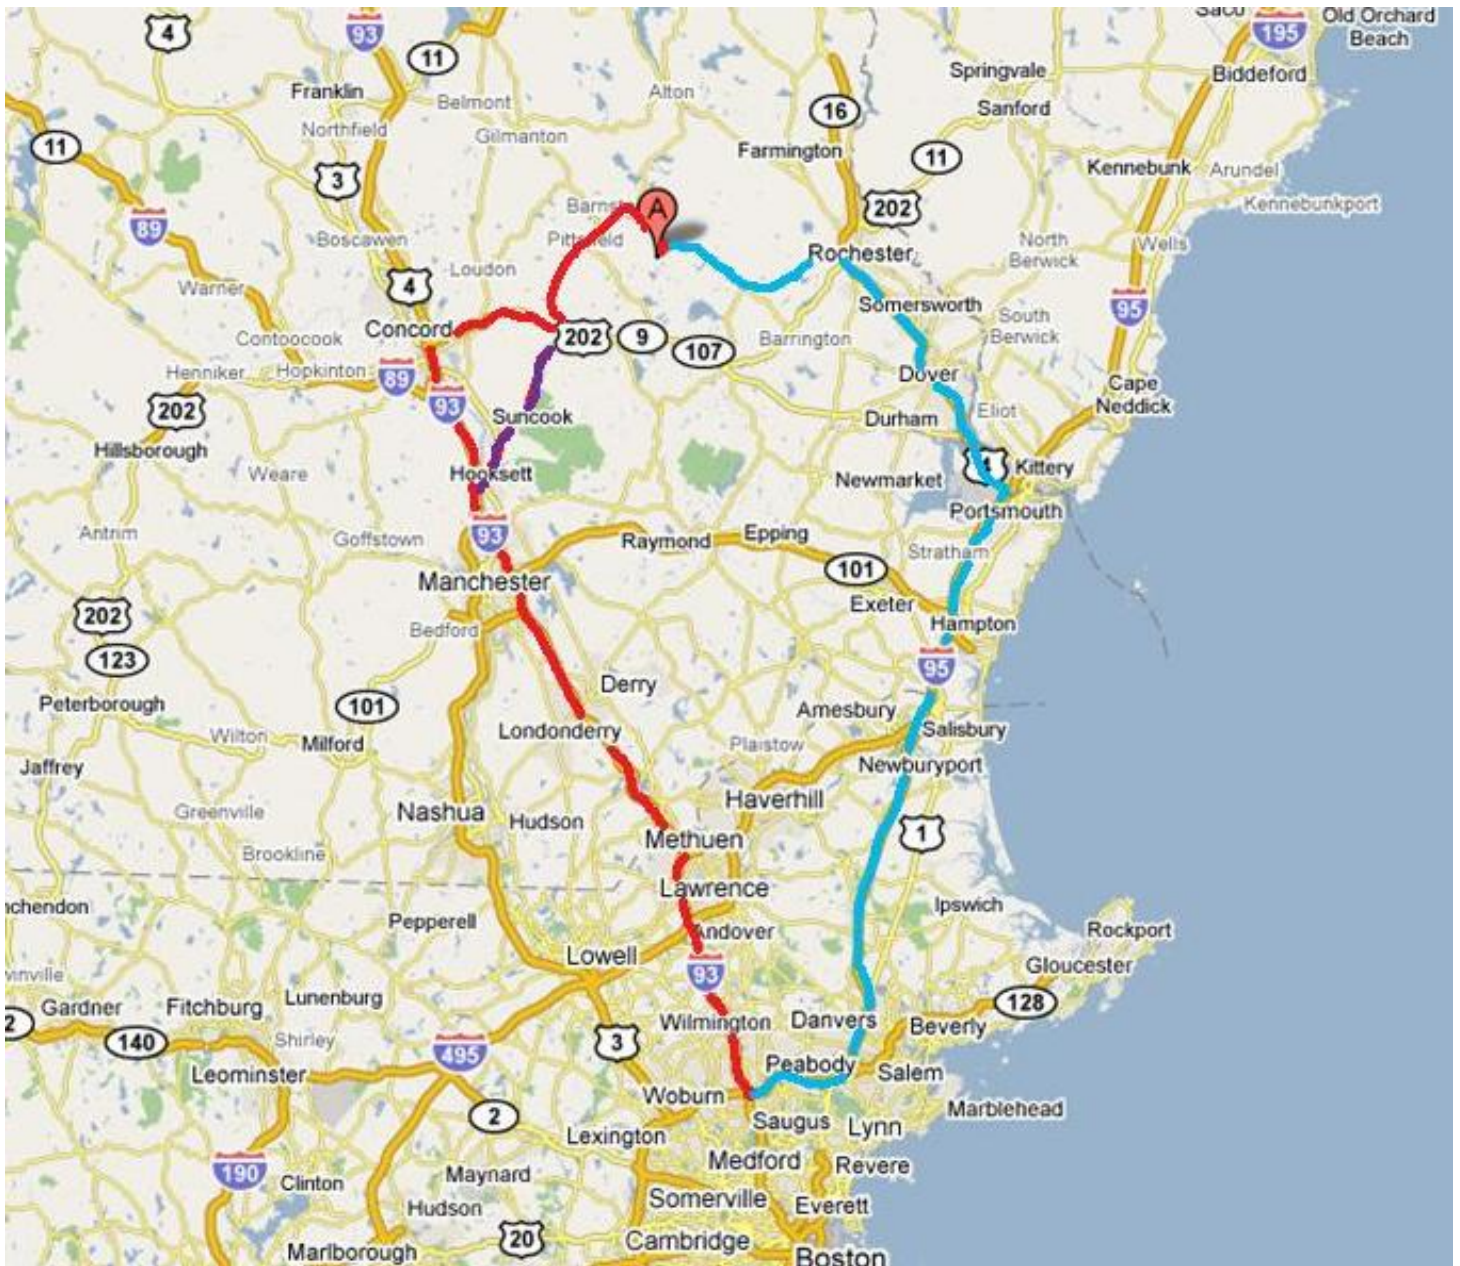 4
93
11
Saco
195
Old Orchard
Beach
Springvale
Biddeford
Franklin
Belmont
Alton
Sanford
Northfield
16
11
Gilmanton
Farmington
11
Kennebunk
Arundel
3
202
Kennebunkport
89
A
Boscawen
Rochester
North
Berwick
Wells
Loudon
4
Warner
Somersworth
95
Concord
202
9
107
Barrington
South
Berwick
Contoocook
Henniker
Hopkinton
89
Dover
Cape
Neddick
202
93
Suncook
Durham
Eliot
Hillsborough
Weare
Hooksett
Newmarket
4
Kittery
Portsmouth
Antrim
Goffstown
93
Raymond
Epping
Stratham
101
Manchester
Exeter
202
Bedford
Hampton
123
95
Derry
Peterborough
101
Amesbury
Wilton
Milford
Londonderry
Salisbury
Plaistow
Jaffrey
Newburyport
Haverhill
Greenville
Nashua
Hudson
1
Methuen
Brookline
Lawrence
nchendon
Pepperell
Ipswich
Andover
Rockport
Lowell
Gloucester
93
Gardner
Fitchburg
Lunenburg
128
2
Wilmington
Danvers
Beverly
140
Shirley
3
495
Leominster
Peabody
Salem
Woburn
2
Marblehead
Saugus
Lynn
Lexington
Medford
Revere
190
Clinton
Maynard
Somerville
Everett
Hudson
20
Cambridge
Marlborough
Boston